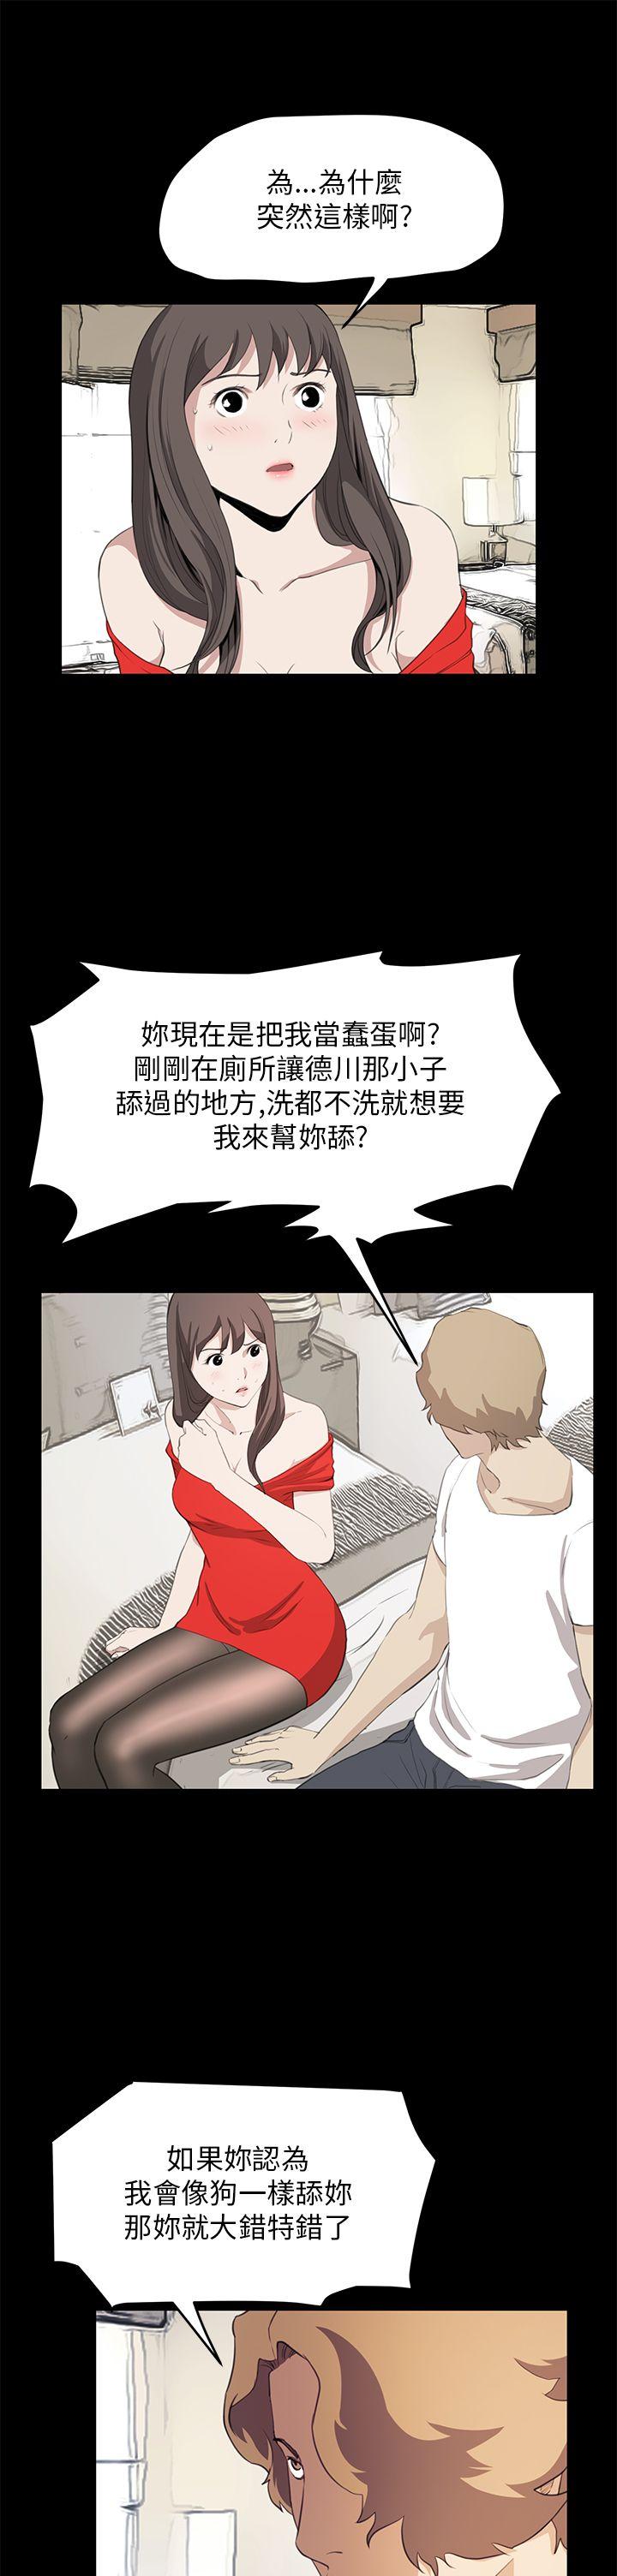 為...為什麼
突然這樣啊?
妳現在是把我當蠢蛋啊?
剛剛在廁所讓德川那小子
舔過的地方,洗都不洗就想要
我來幫妳舔?
如果妳認為
我會像狗一樣舔妳
那妳就大錯特錯了